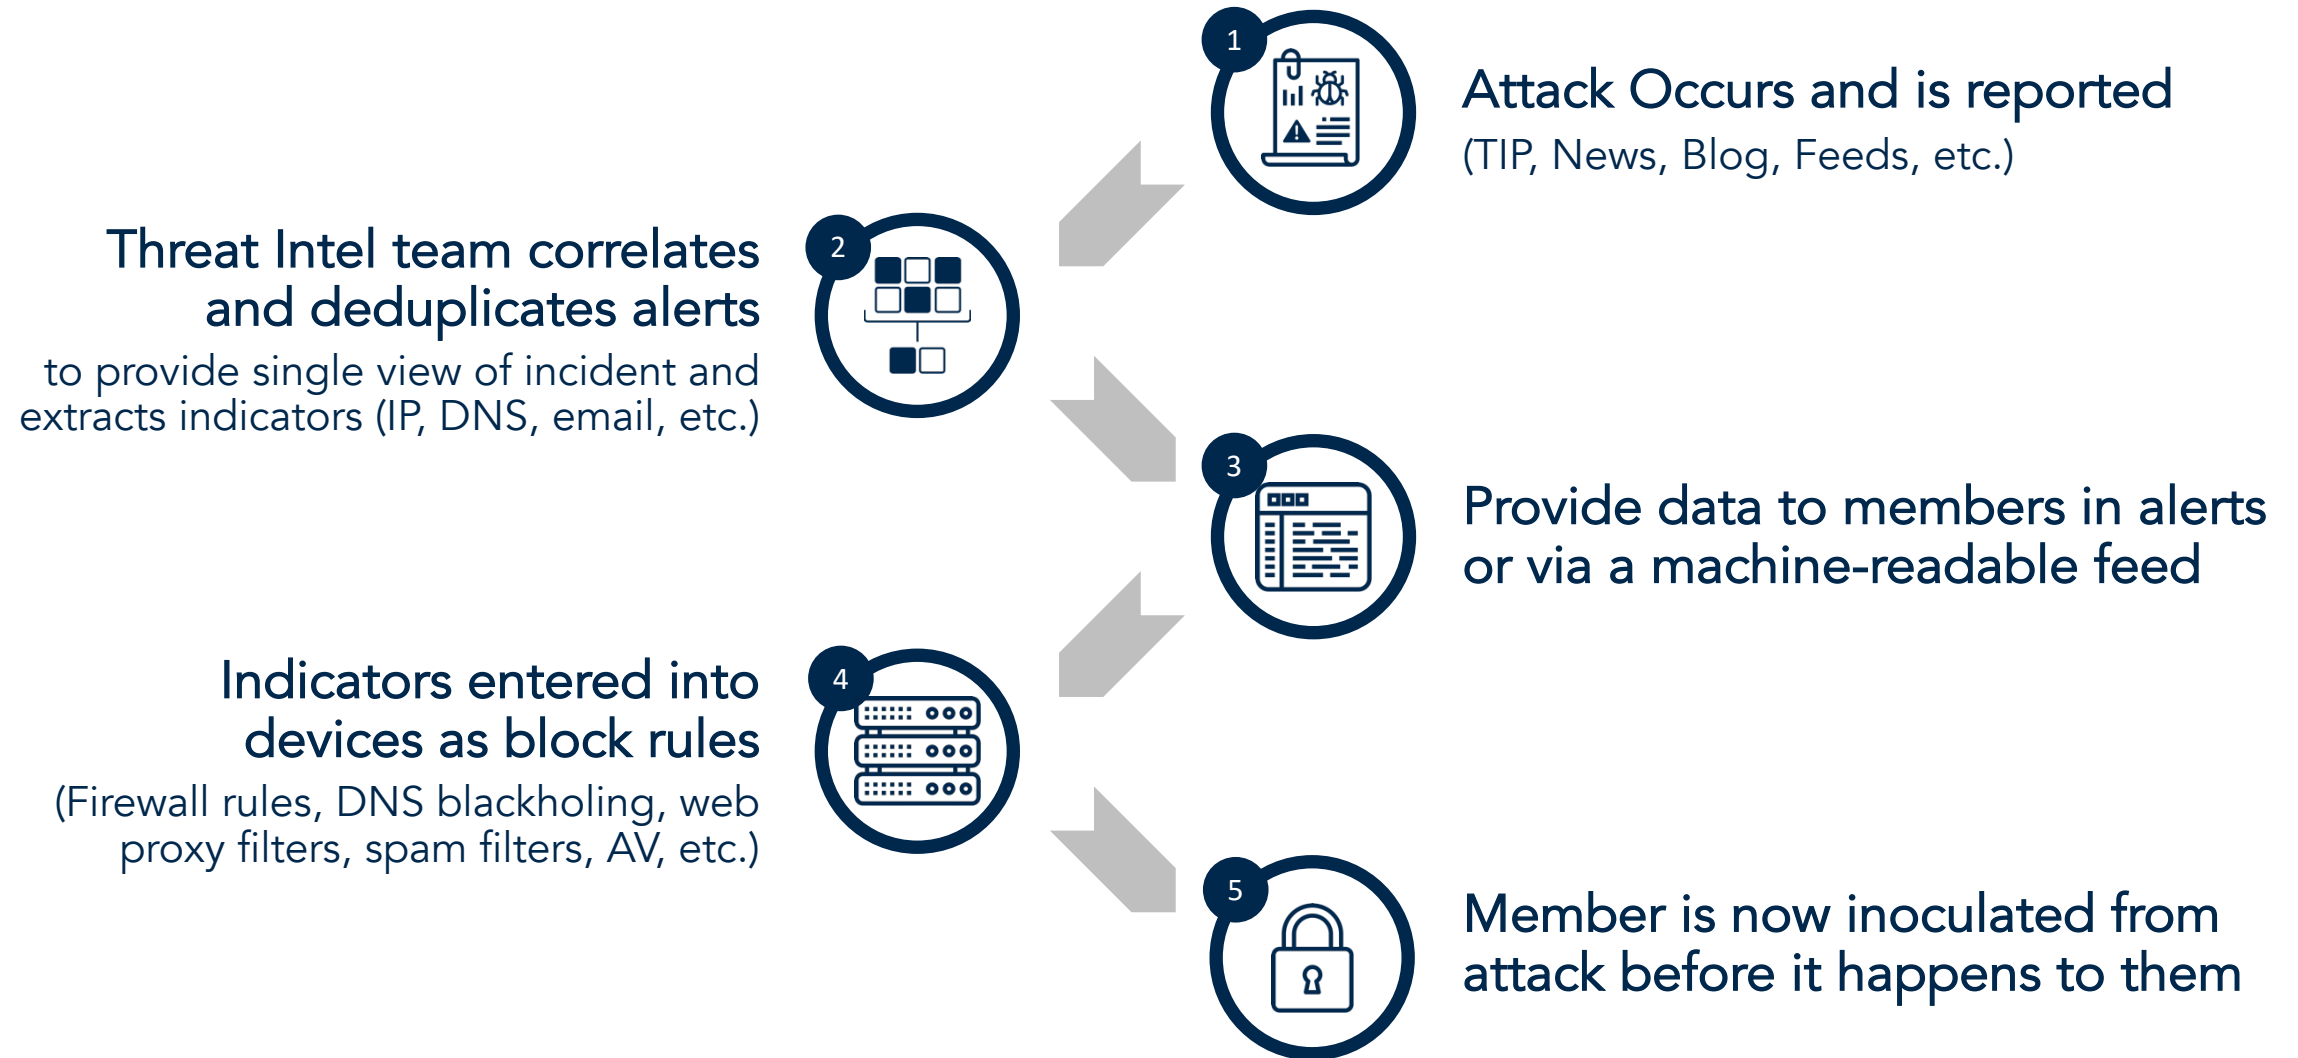 1
Attack Occurs and is reported
(TIP, News, Blog, Feeds, etc.)
2
Threat Intel team correlates
and deduplicates alerts
to provide single view of incident and
extracts indicators (IP, DNS, email, etc.)
3
Provide data to members in alerts
or via a machine-readable feed
4
Indicators entered into
devices as block rules
(Firewall rules, DNS blackholing, web
proxy filters, spam filters, AV, etc.)
5
Member is now inoculated from
attack before it happens to them